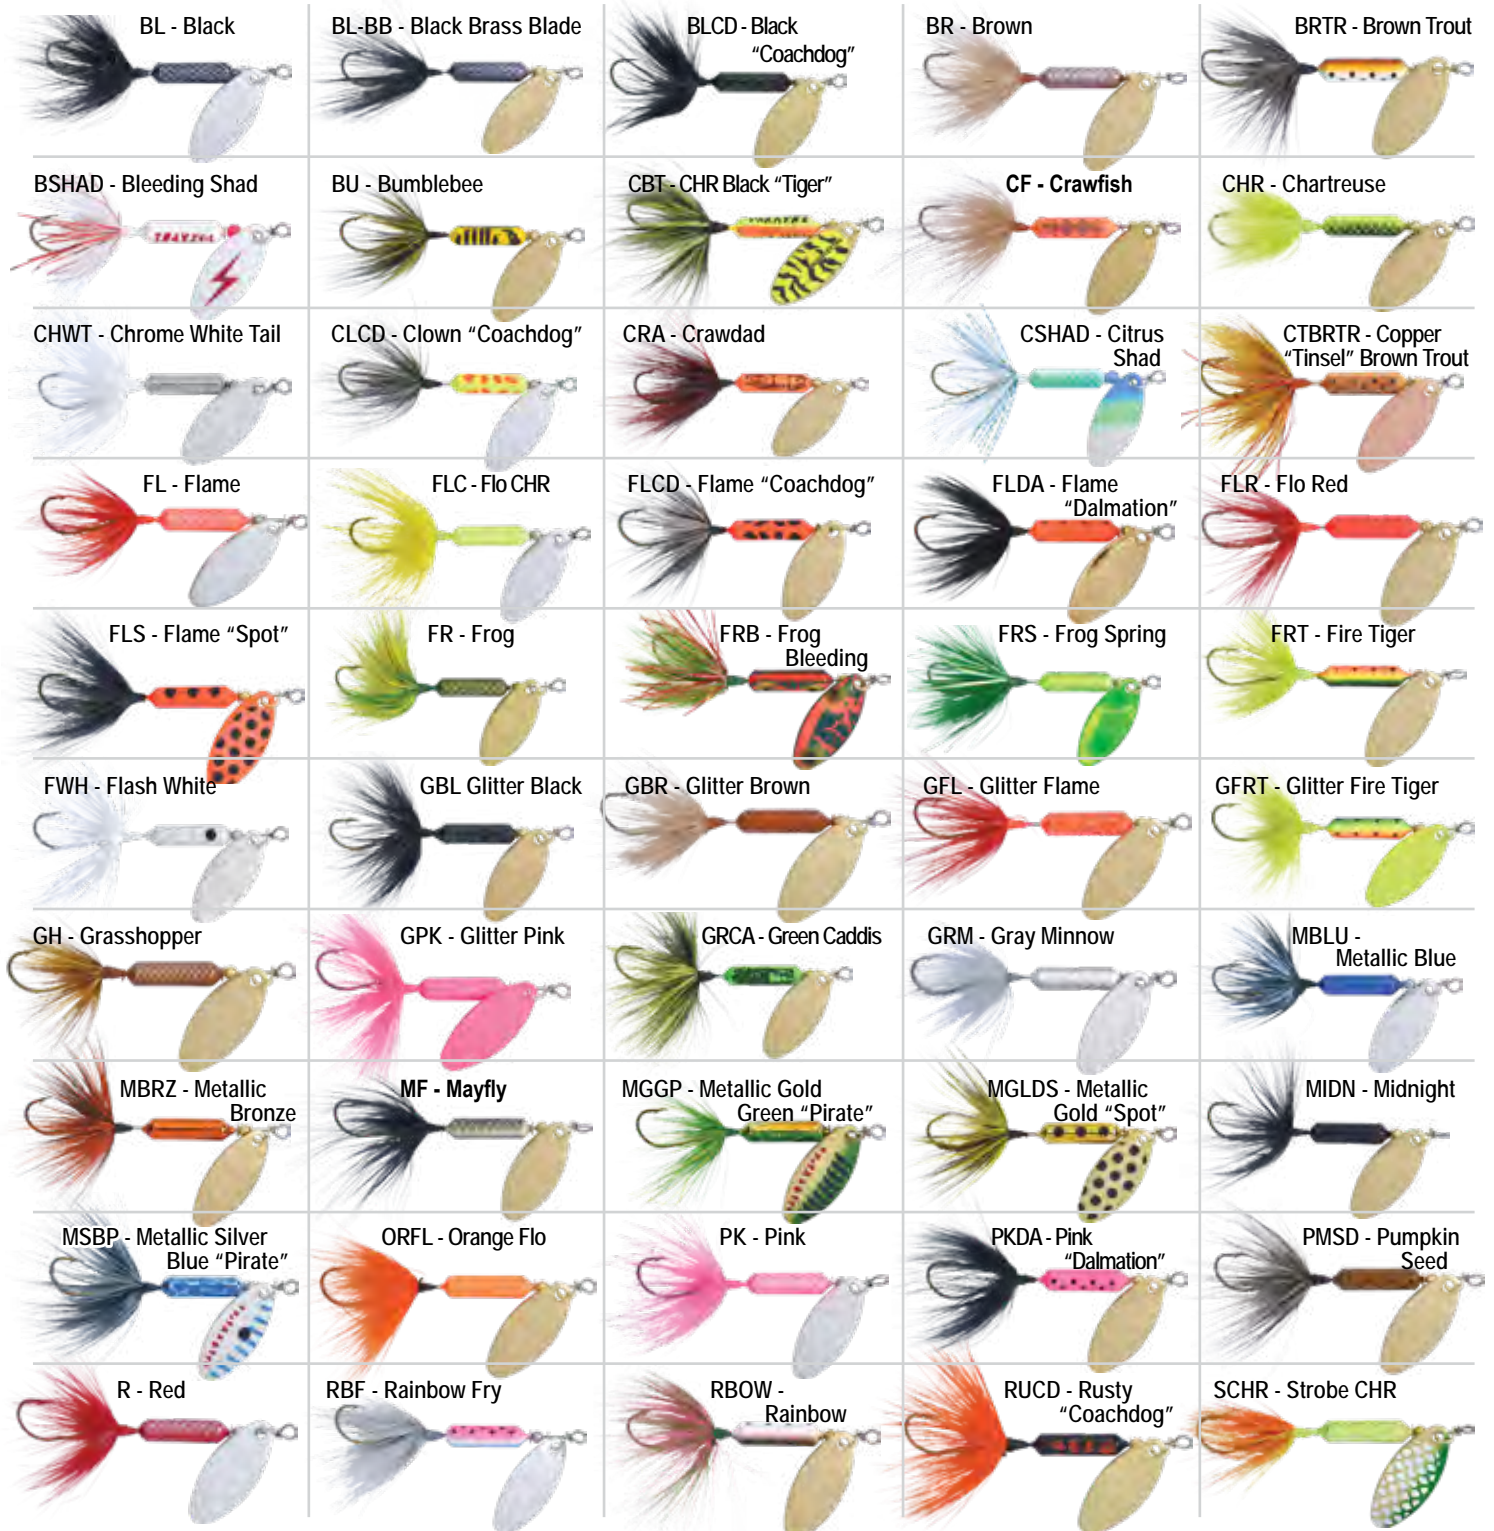 BL - Black
BL-BB - Black Brass Blade
BLCD - Black
"Coachdog"
BR - Brown
BRTR - Brown Trout
BSHAD - Bleeding Shad
BU - Bumblebee
CBT - CHR Black "Tiger"
CF - Crawfish
CHR - Chartreuse
CHWT - Chrome White Tail
CLCD - Clown "Coachdog"
CRA - Crawdad
CSHAD - Citrus
Shad
CTBRTR - Copper
"Tinsel" Brown Trout
FL - Flame
FLC - Flo CHR
FLCD - Flame "Coachdog"
FLDA - Flame
"Dalmation"
FLR - Flo Red
FLS - Flame "Spot"
FR - Frog
FRB - Frog
Bleeding
FRS - Frog Spring
FRT - Fire Tiger
FWH - Flash White
GBL Glitter Black
GBR - Glitter Brown
GFL - Glitter Flame
GFRT - Glitter Fire Tiger
GH - Grasshopper
GPK - Glitter Pink
GRCA - Green Caddis
GRM - Gray Minnow
MBLU -
Metallic Blue
MBRZ - Metallic
Bronze
MF - Mayfly
MGGP - Metallic Gold
Green "Pirate"
MGLDS - Metallic
Gold "Spot"
MIDN - Midnight
MSBP - Metallic Silver
Blue "Pirate"
ORFL - Orange Flo
PK - Pink
PKDA - Pink
"Dalmation"
PMSD - Pumpkin
Seed
R - Red
RBF - Rainbow Fry
RBOW -
Rainbow
RUCD - Rusty
"Coachdog"
SCHR - Strobe CHR